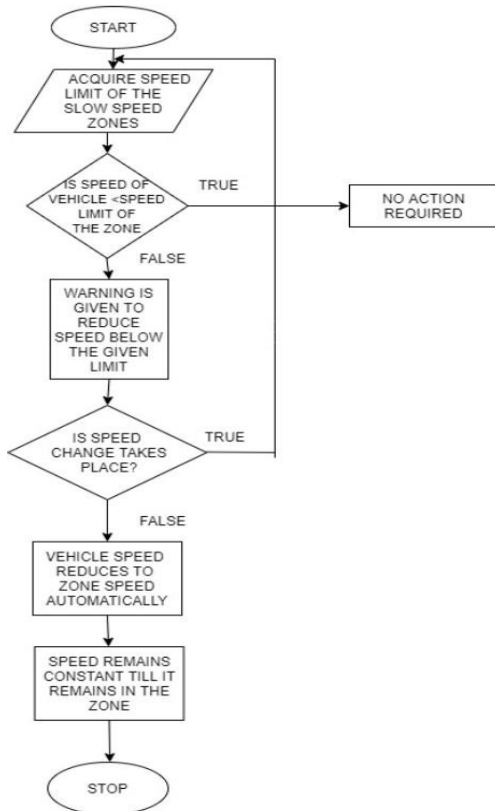 START
ACQUIRE SPEED
LIMIT OF THE
SLOW SPEED
ZONES
IS SPEED OF
VEHICLE <SPEED
LIMIT OF
THE ZONE
TRUE
NO ACTION
REQUIRED
FALSE
WARNING IS
GIVEN TO
REDUCE
SPEED BELOW
THE GIVEN
LIMIT
IS SPEED
CHANGE TAKES
PLACE?
TRUE
FALSE
VEHICLE SPEED
REDUCES TO
ZONE SPEED
AUTOMATICALLY
SPEED REMAINS
CONSTANT TILL IT
REMAINS IN THE
ZONE
STOP